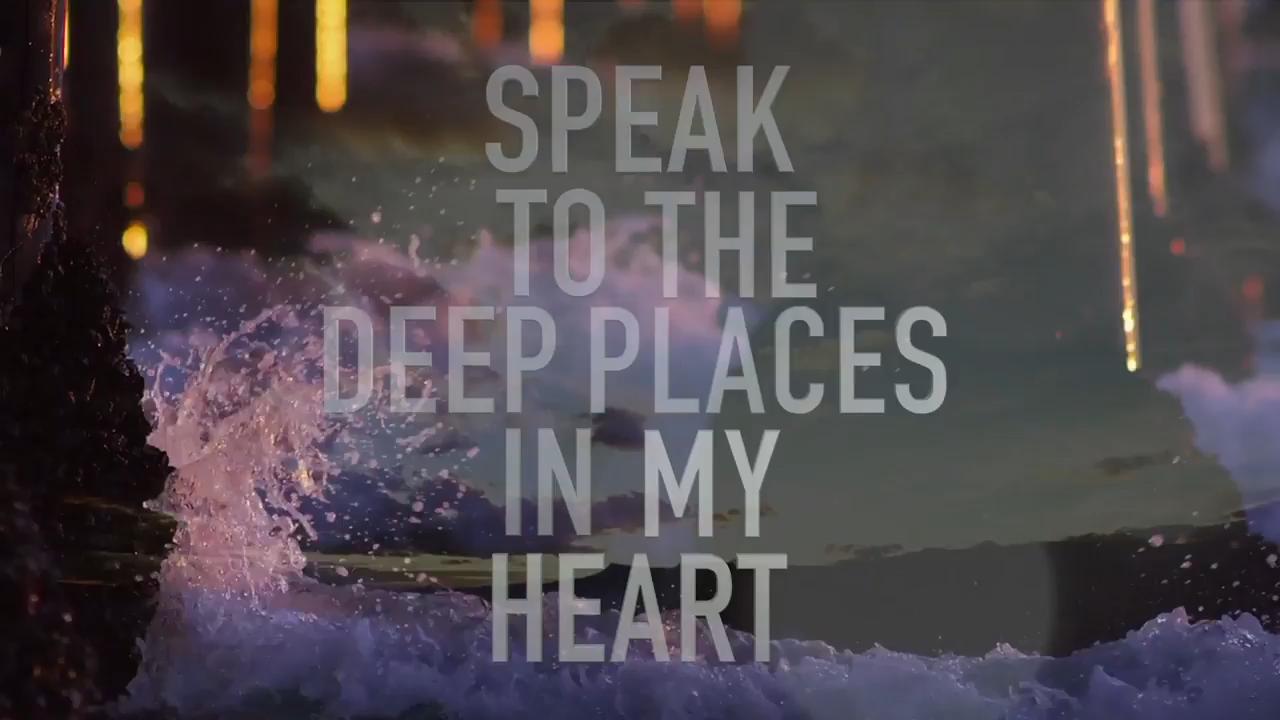 SPEAK
TO THE
DEEP PLACES
IN MY
HEART